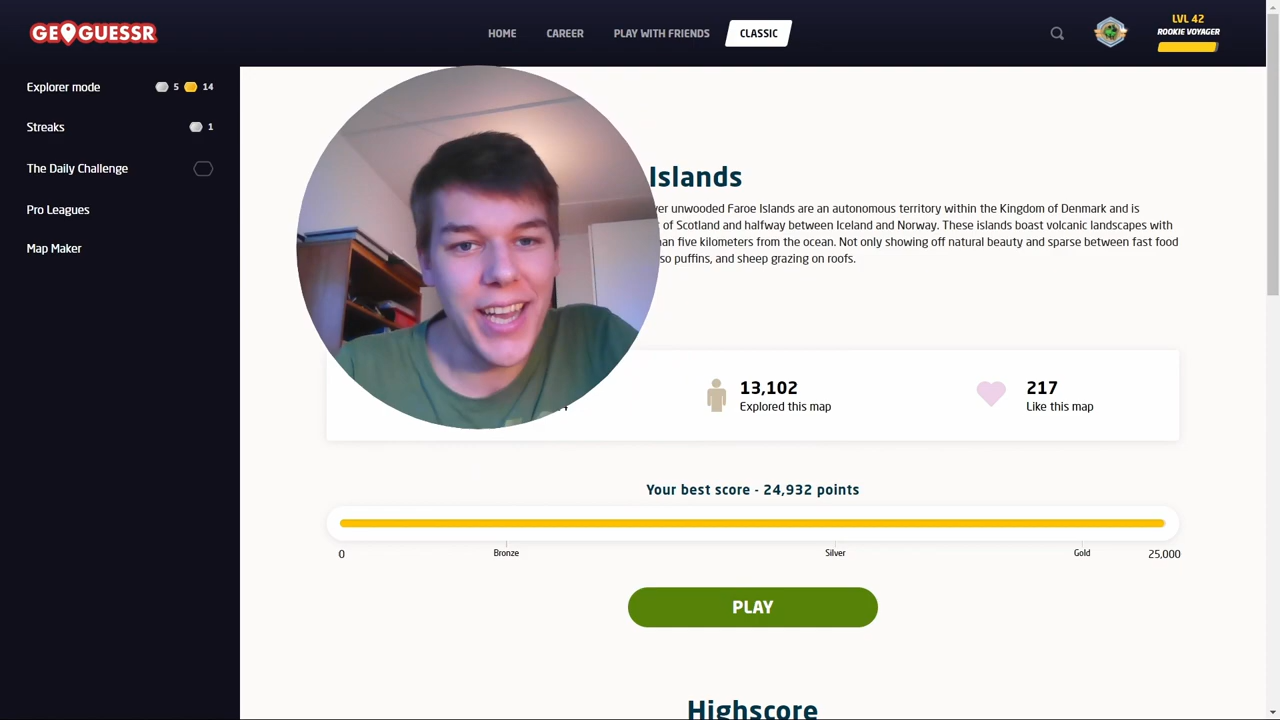 GEOGUESSR
HOME
CAREER
PLAY WITH FRIENDS
CLASSIC
LVL 42
ROOKIE VOYAGER
Explorer mode 5 14
Streaks 1
The Daily Challenge
Pro Leagues
Map Maker
Islands
unwooded Faroe Islands are an autonomous territory within the Kingdom of Denmark and is
of Scotland and halfway between Iceland and Norway. These islands boast volcanic landscapes with
five kilometers from the ocean. Not only showing off natural beauty and sparse between fast food
puffins, and sheep grazing on roofs.
13,102
Explored this map
217
Like this map
Your best score - 24,932 points
0
Bronze
Silver
Gold
25,000
PLAY
Highscore